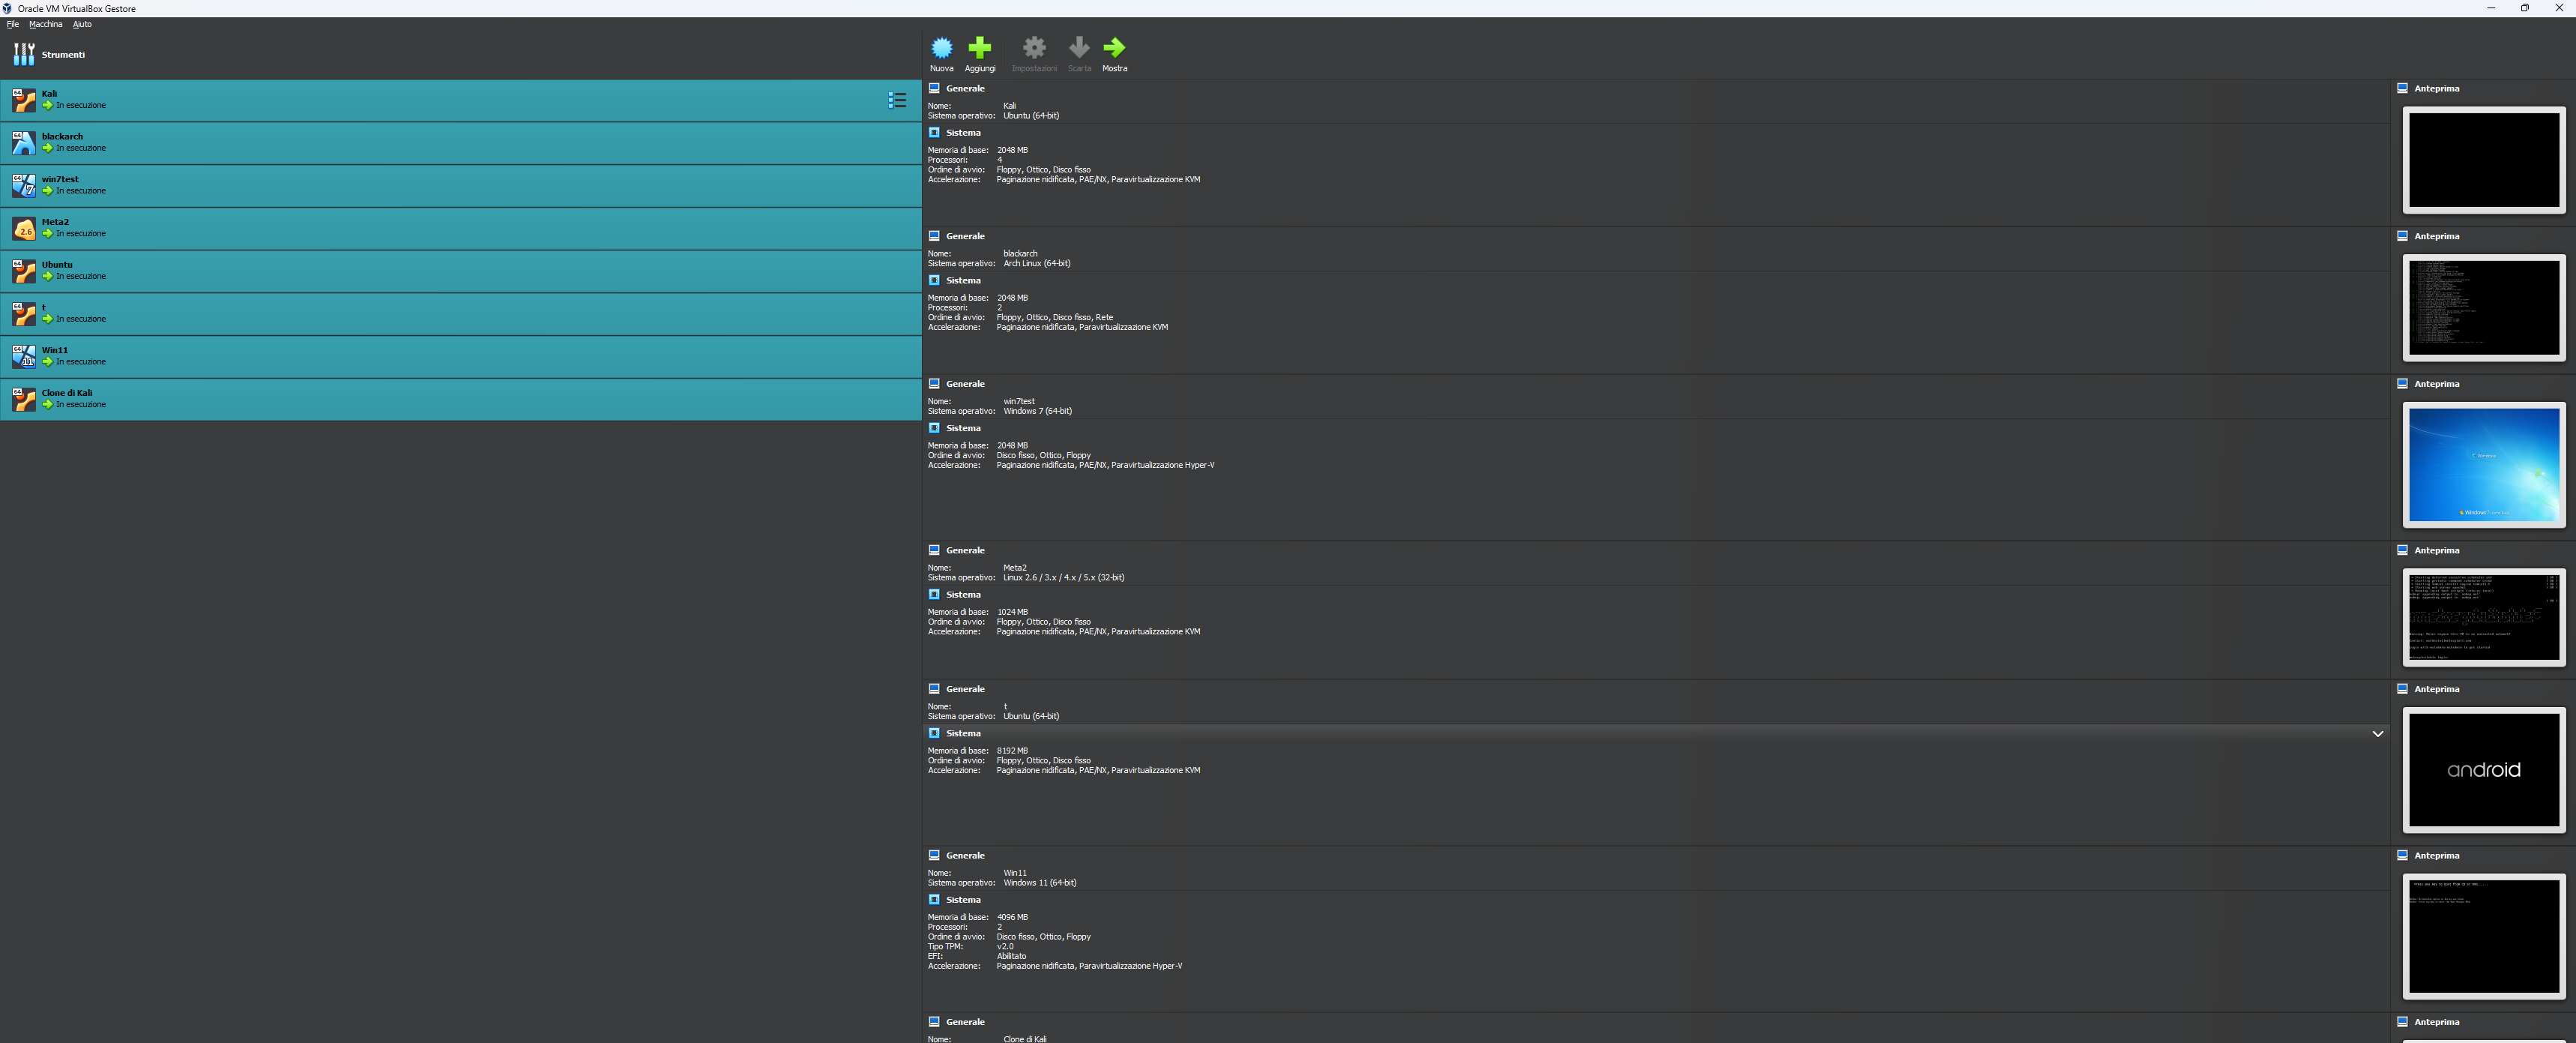 Oracle VM VirtualBox Gestore
File Macchina Aiuto
Strumenti
Nuova Aggiungi Impostazioni Scarta Mostra
Kali
In esecuzione
blackarch
In esecuzione
win7test
In esecuzione
Meta2
In esecuzione
Ubuntu
In esecuzione
t
In esecuzione
Win11
In esecuzione
Clone di Kali
In esecuzione
Generale
Nome: Kali
Sistema operativo: Ubuntu (64-bit)
Sistema
Memoria di base: 2048 MB
Processori: 4
Ordine di avvio: Floppy, Ottico, Disco fisso
Accelerazione: Paginazione nidificata, PAE/NX, Paravirtualizzazione KVM
Anteprima
Generale
Nome: blackarch
Sistema operativo: Arch Linux (64-bit)
Sistema
Memoria di base: 2048 MB
Processori: 2
Ordine di avvio: Floppy, Ottico, Disco fisso, Rete
Accelerazione: Paginazione nidificata, Paravirtualizzazione KVM
Anteprima
Generale
Nome: win7test
Sistema operativo: Windows 7 (64-bit)
Sistema
Memoria di base: 2048 MB
Ordine di avvio: Disco fisso, Ottico, Floppy
Accelerazione: Paginazione nidificata, PAE/NX, Paravirtualizzazione Hyper-V
Anteprima
Generale
Nome: Meta2
Sistema operativo: Linux 2.6 / 3.x / 4.x / 5.x (32-bit)
Sistema
Memoria di base: 1024 MB
Ordine di avvio: Floppy, Ottico, Disco fisso
Accelerazione: Paginazione nidificata, PAE/NX, Paravirtualizzazione KVM
Anteprima
Generale
Nome: t
Sistema operativo: Ubuntu (64-bit)
Sistema
Memoria di base: 8192 MB
Ordine di avvio: Floppy, Ottico, Disco fisso
Accelerazione: Paginazione nidificata, PAE/NX, Paravirtualizzazione KVM
Anteprima
android
Generale
Nome: Win11
Sistema operativo: Windows 11 (64-bit)
Sistema
Memoria di base: 4096 MB
Processori: 2
Ordine di avvio: Disco fisso, Ottico, Floppy
Tipo TPM: v2.0
EFI: Abilitato
Accelerazione: Paginazione nidificata, Paravirtualizzazione Hyper-V
Anteprima
Generale
Nome: Clone di Kali
Anteprima